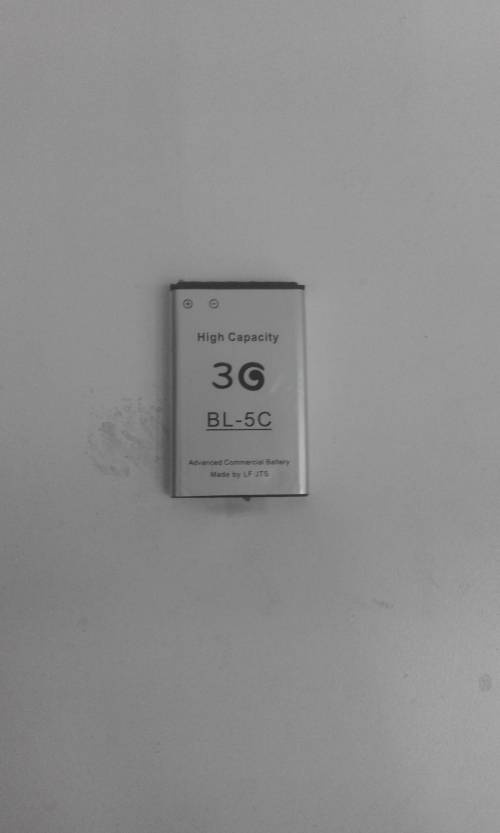 ⊕ ⊖
High Capacity
3G
BL-5C
Advanced Commercial Battery
Made by LF JTS